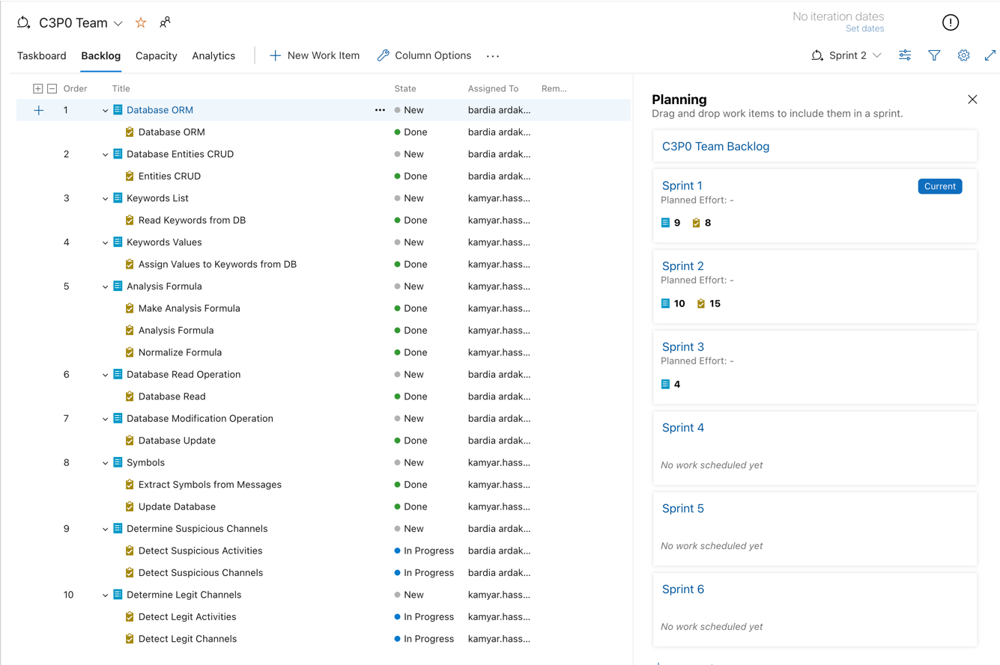 C3P0 Team
No iteration dates
Set dates
Taskboard Backlog Capacity Analytics New Work Item Column Options ... Sprint 2
Order Title State Assigned To Rem...
1 Database ORM ... New bardia ardak...
Database ORM Done bardia ardak...
2 Database Entities CRUD New bardia ardak...
Entities CRUD Done bardia ardak...
3 Keywords List New kamyar.hass...
Read Keywords from DB Done kamyar.hass...
4 Keywords Values New kamyar.hass...
Assign Values to Keywords from DB Done kamyar.hass...
5 Analysis Formula New kamyar.hass...
Make Analysis Formula Done kamyar.hass...
Analysis Formula Done kamyar.hass...
Normalize Formula Done kamyar.hass...
6 Database Read Operation New bardia ardak...
Database Read Done bardia ardak...
7 Database Modification Operation New bardia ardak...
Database Update Done bardia ardak...
8 Symbols New kamyar.hass...
Extract Symbols from Messages Done kamyar.hass...
Update Database Done kamyar.hass...
9 Determine Suspicious Channels New bardia ardak...
Detect Suspicious Activities In Progress bardia ardak...
Detect Suspicious Channels In Progress bardia ardak...
10 Determine Legit Channels New kamyar.hass...
Detect Legit Activities In Progress kamyar.hass...
Detect Legit Channels In Progress kamyar.hass...
Planning
Drag and drop work items to include them in a sprint.
C3P0 Team Backlog
Sprint 1 Current
Planned Effort: -
9 8
Sprint 2
Planned Effort: -
10 15
Sprint 3
Planned Effort: -
4
Sprint 4
No work scheduled yet
Sprint 5
No work scheduled yet
Sprint 6
No work scheduled yet